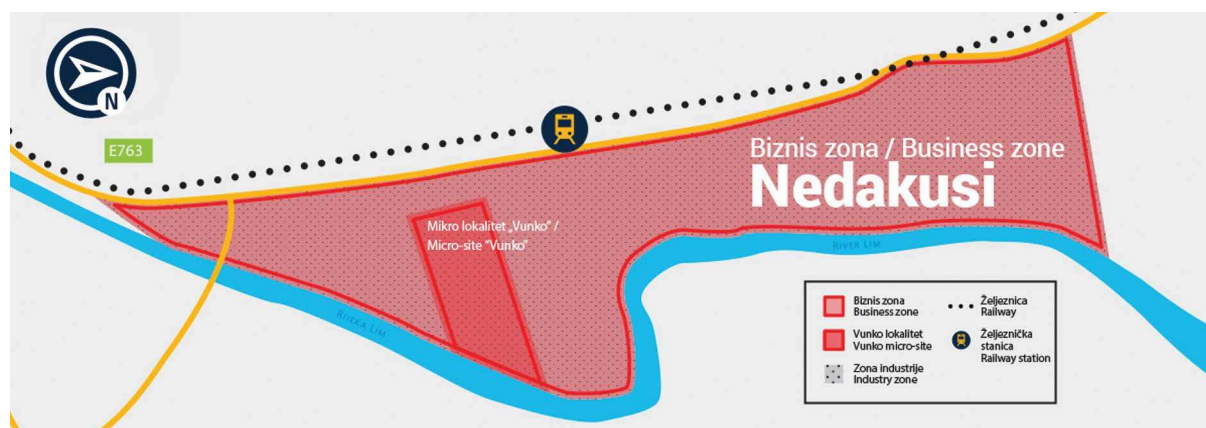 N
E763
Biznis zona / Business zone
Nedakusi
Mikro lokalitet „Vunko” /
Micro-site “Vunko”
RIJEKA LIM
RIVER LIM
Biznis zona
Business zone
Vunko lokalitet
Vunko micro-site
Zona industrije
Industry zone
Željeznica
Railway
Željeznička
stanica
Railway station